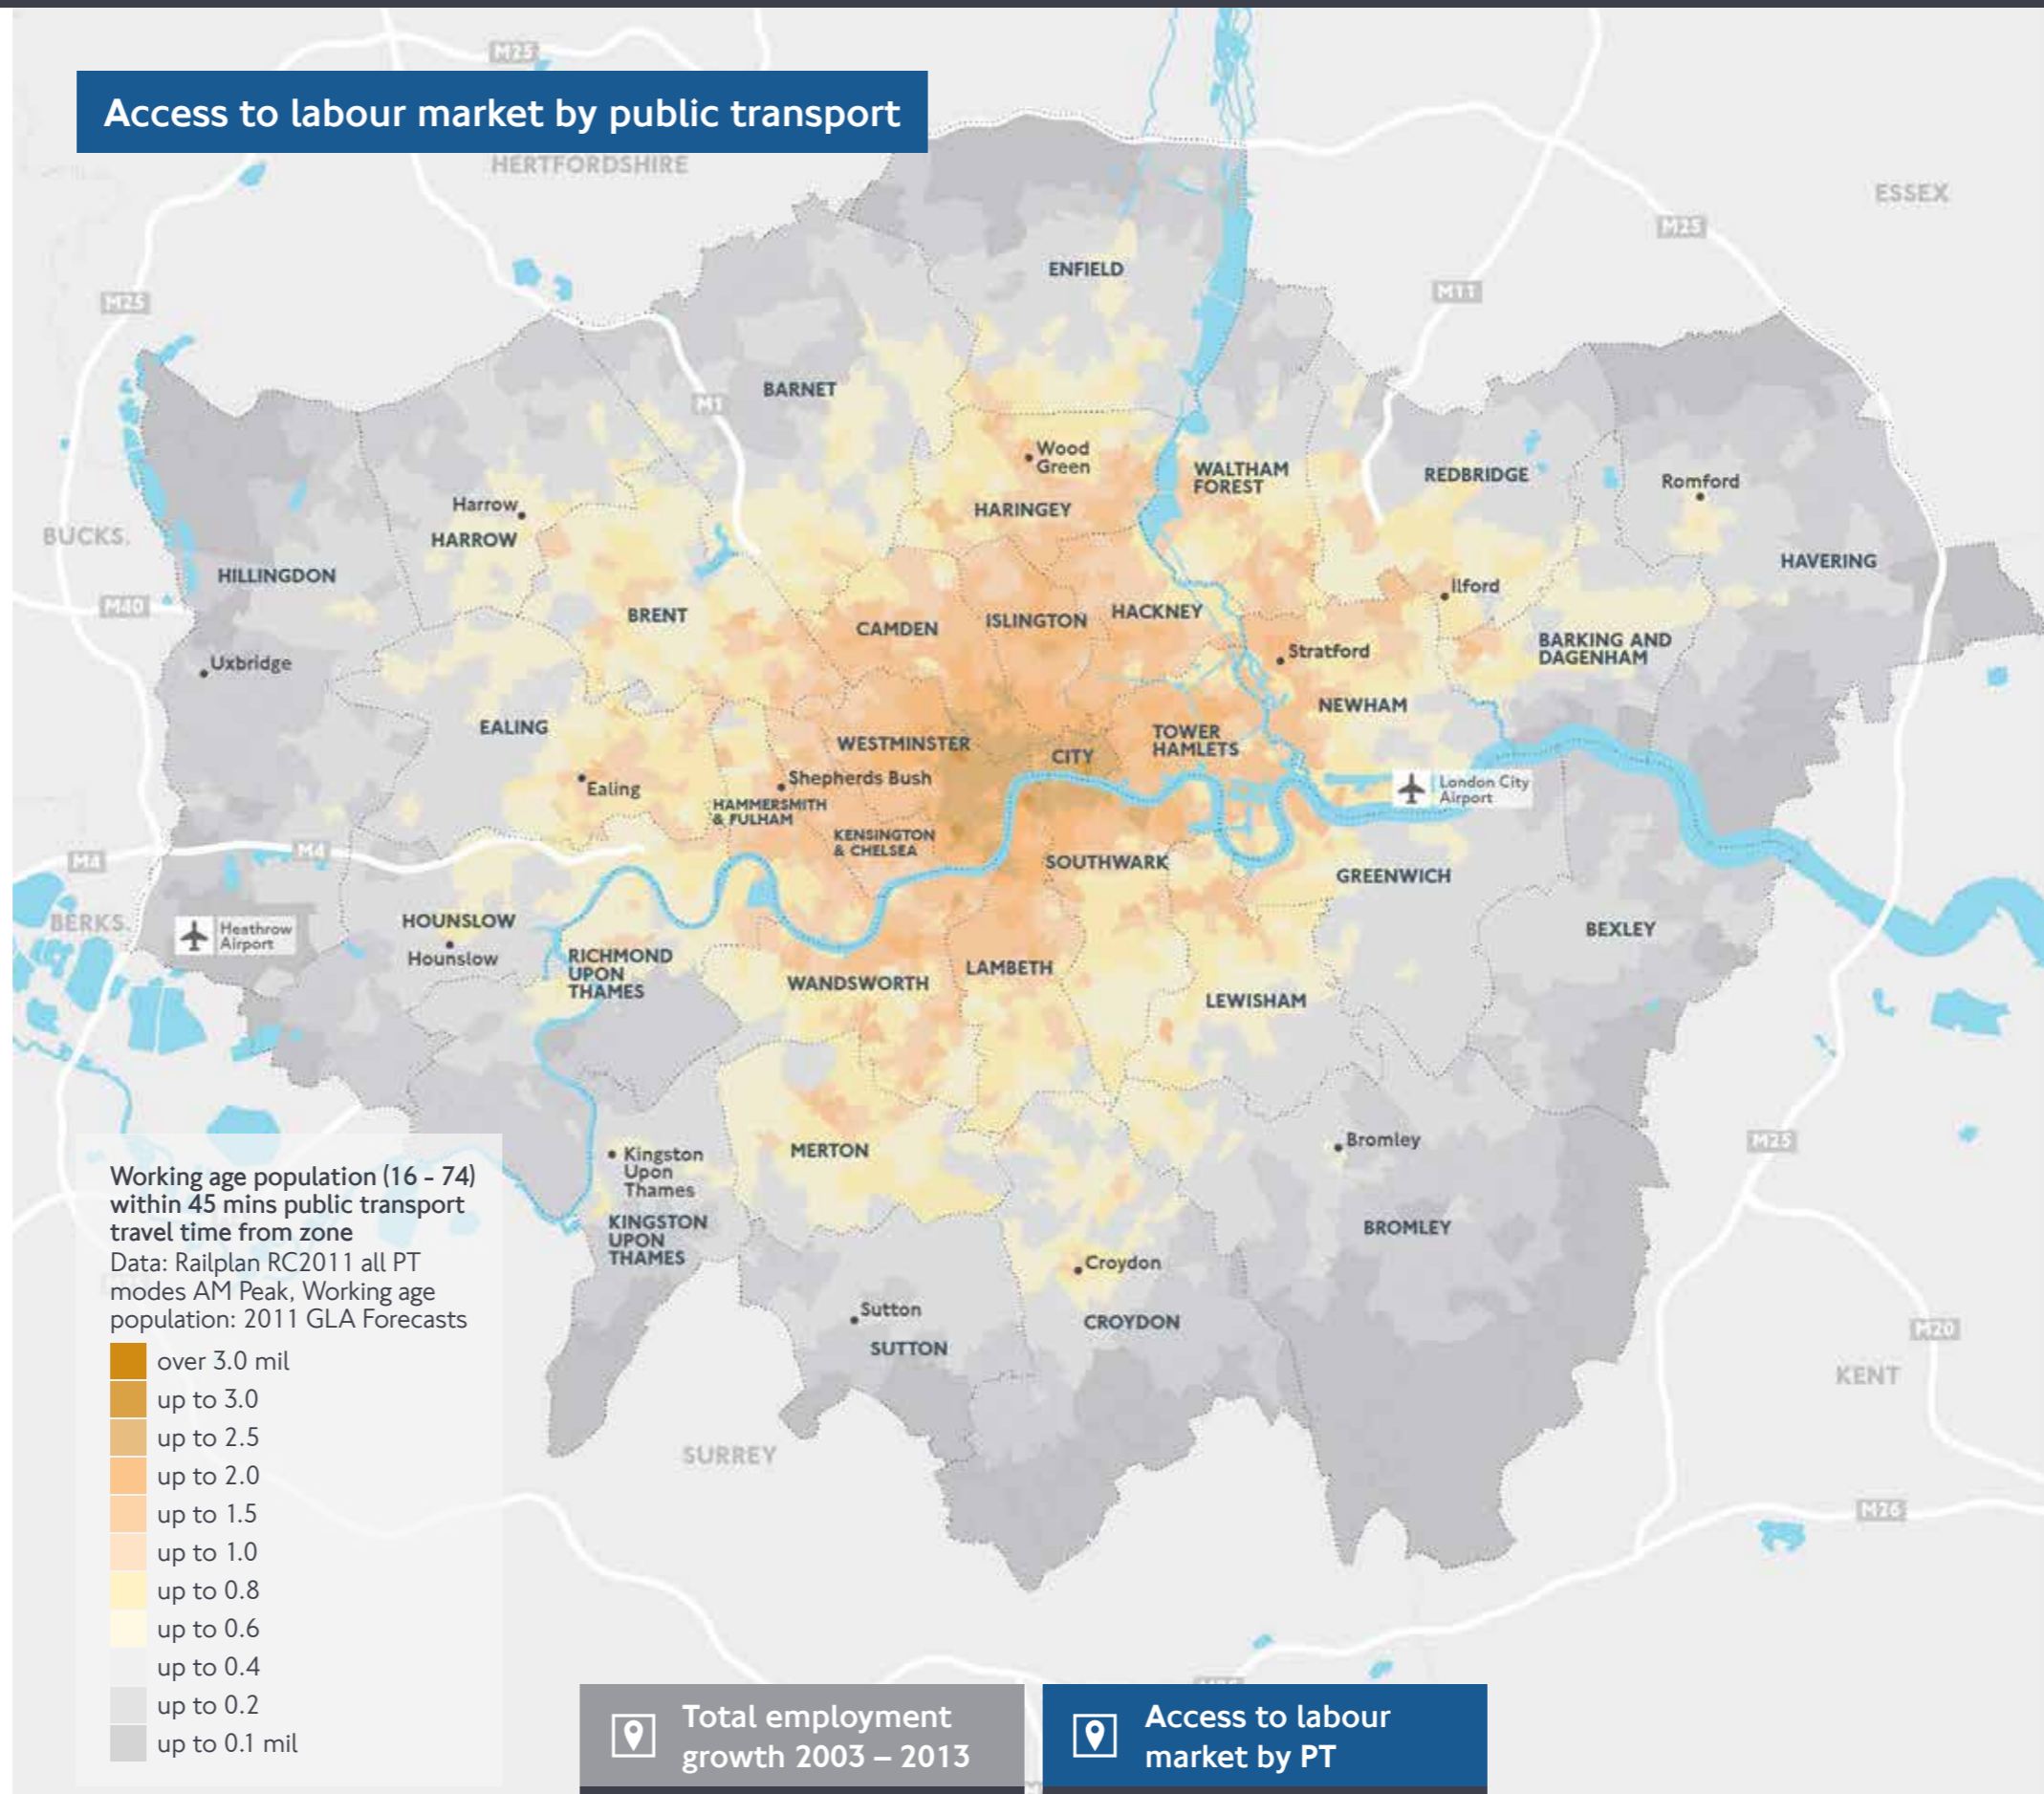 M25
Access to labour market by public transport
HERTFORDSHIRE
ESSEX
M25
ENFIELD
M25
M11
BARNET
M1
Wood
Green
WALTHAM
FOREST
REDBRIDGE
Romford
Harrow
HARINGEY
BUCKS.
HARROW
HAVERING
HILLINGDON
Ilford
M40
BRENT
CAMDEN
ISLINGTON
HACKNEY
BARKING AND
DAGENHAM
Stratford
Uxbridge
NEWHAM
EALING
WESTMINSTER
CITY
TOWER
HAMLETS
Shepherds Bush
Ealing
London City
Airport
HAMMERSMITH
& FULHAM
KENSINGTON
& CHELSEA
M4
M4
SOUTHWARK
GREENWICH
BERKS.
Heathrow
Airport
HOUNSLOW
Hounslow
BEXLEY
RICHMOND
UPON
THAMES
WANDSWORTH
LAMBETH
LEWISHAM
Bromley
M25
MERTON
Kingston
Upon
Thames
KINGSTON
UPON
THAMES
BROMLEY
Croydon
Sutton
SUTTON
CROYDON
M20
KENT
SURREY
M26
Working age population (16 - 74)
within 45 mins public transport
travel time from zone
Data: Railplan RC2011 all PT
modes AM Peak, Working age
population: 2011 GLA Forecasts
over 3.0 mil
up to 3.0
up to 2.5
up to 2.0
up to 1.5
up to 1.0
up to 0.8
up to 0.6
up to 0.4
up to 0.2
up to 0.1 mil
Total employment
growth 2003 – 2013
Access to labour
market by PT